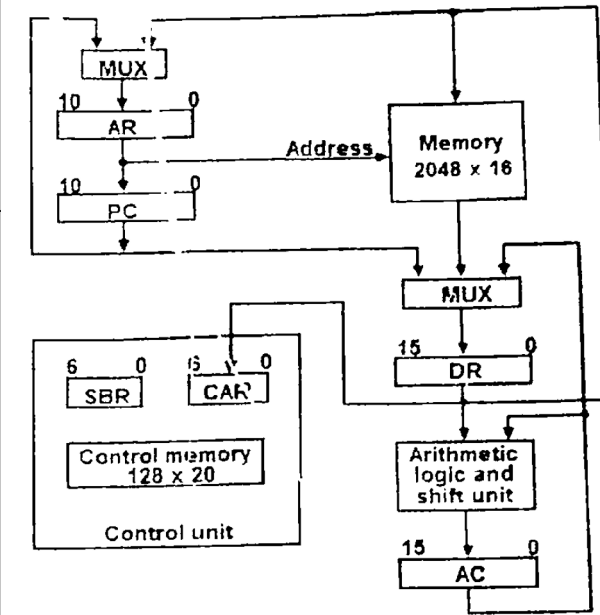 MUX
10 0
AR
Address
Memory
2048 x 16
10 0
PC
MUX
15 0
DR
6 0
SBR
6 0
CAR
Control memory
128 x 20
Control unit
Arithmetic
logic and
shift unit
15 0
AC